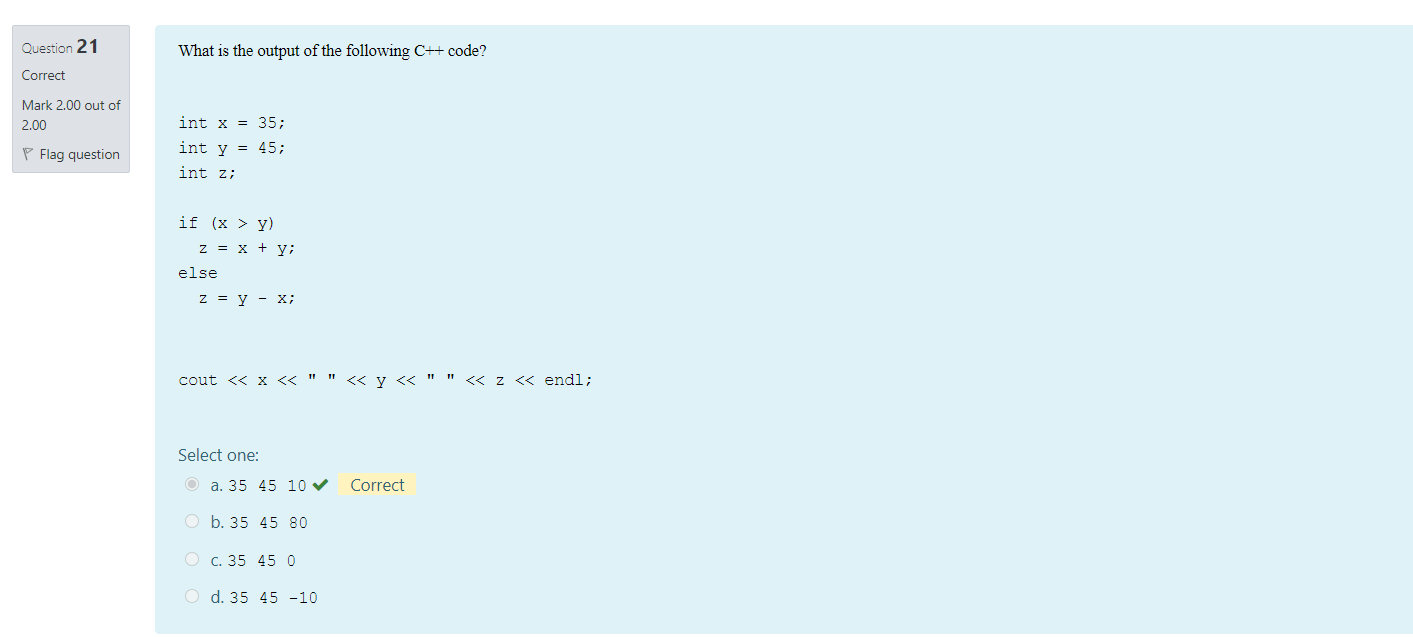 Question 21
Correct
Mark 2.00 out of
2.00
Flag question
What is the output of the following C++ code?
int x = 35;
int y = 45;
int z;
if (x > y)
z = x + y;
else
z = y - x;
cout << x << " " << y << " " << z << endl;
Select one:
a. 35 45 10 ✔ Correct
b. 35 45 80
c. 35 45 0
d. 35 45 -10